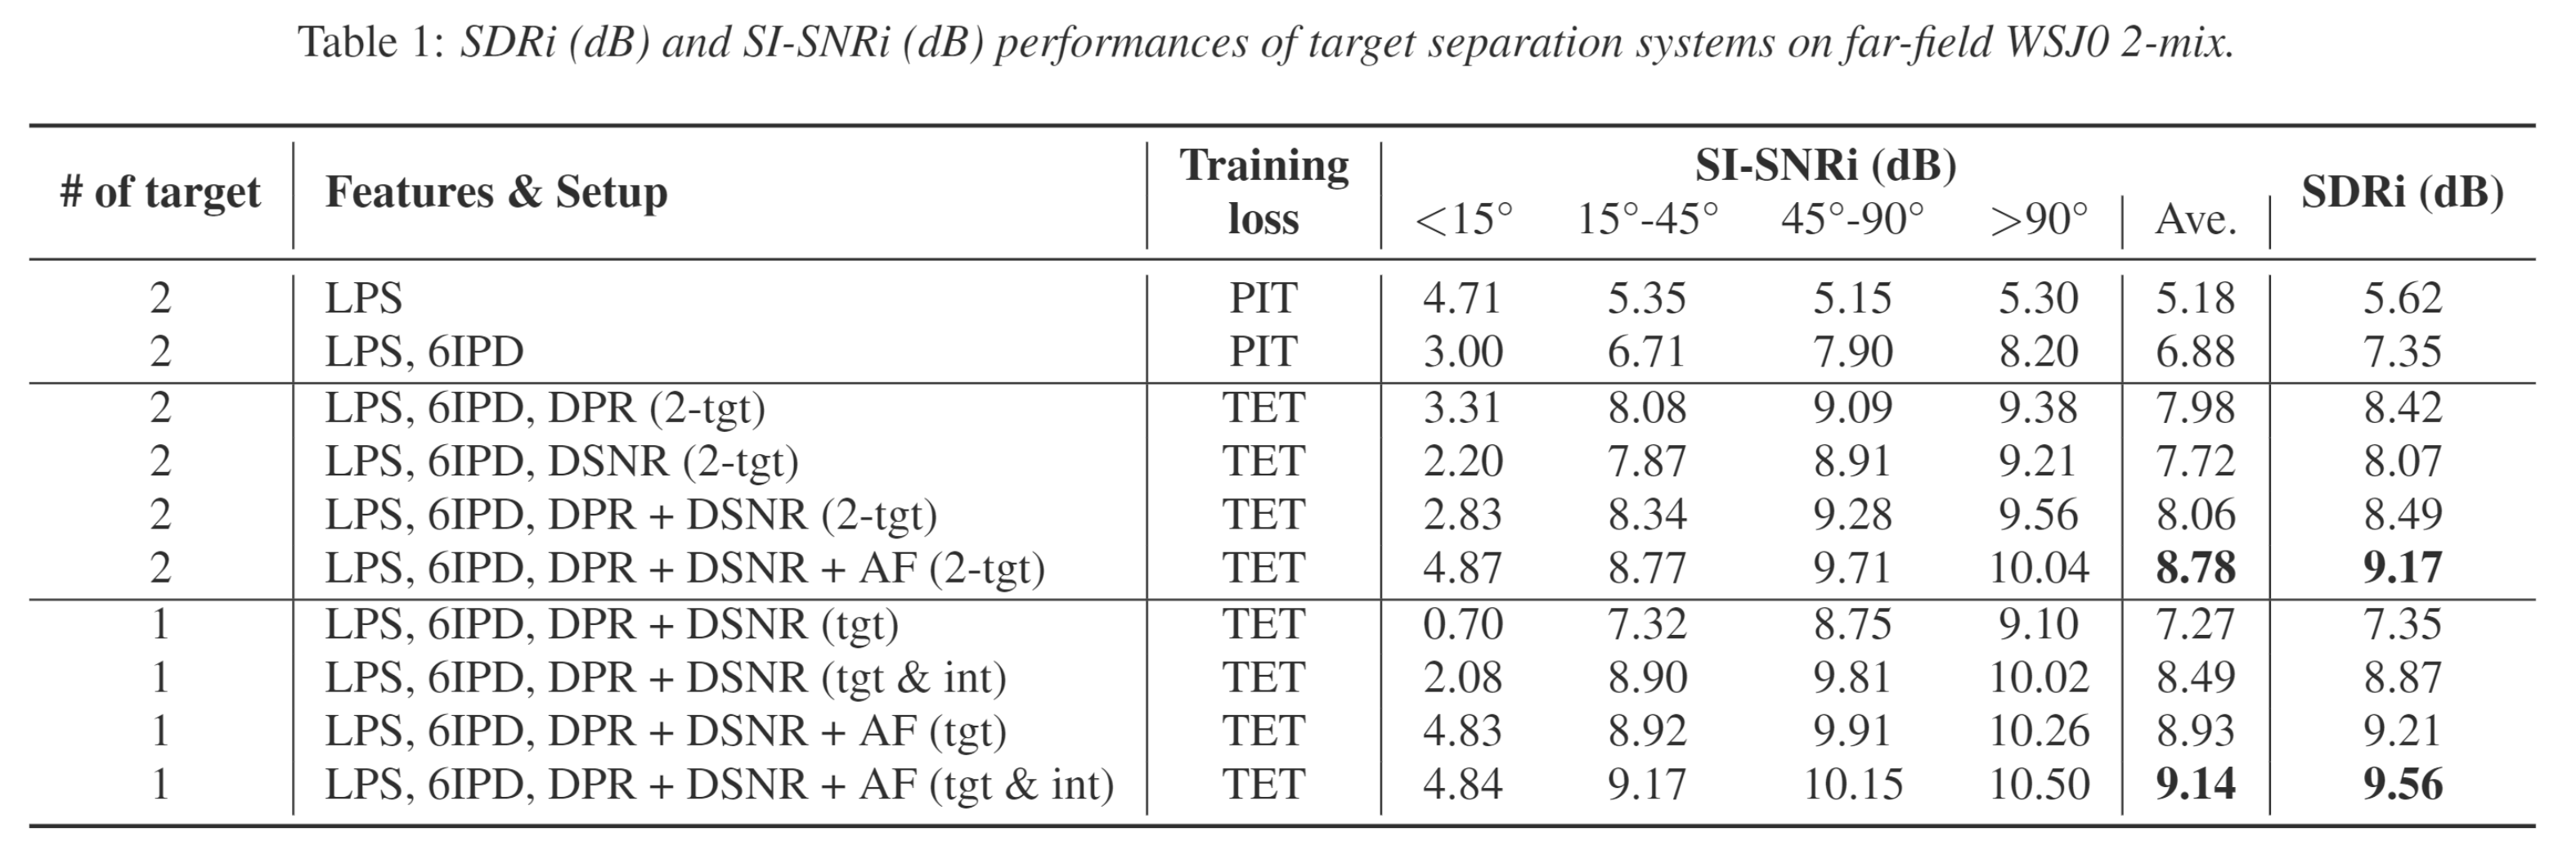 Table 1: SDRi (dB) and SI-SNRi (dB) performances of target separation systems on far-field WSJ0 2-mix.
# of target Features & Setup Training loss SI-SNRi (dB) SDRi (dB)
<15° 15°-45° 45°-90° >90° Ave.
2 LPS PIT 4.71 5.35 5.15 5.30 5.18 5.62
2 LPS, 6IPD PIT 3.00 6.71 7.90 8.20 6.88 7.35
2 LPS, 6IPD, DPR (2-tgt) TET 3.31 8.08 9.09 9.38 7.98 8.42
2 LPS, 6IPD, DSNR (2-tgt) TET 2.20 7.87 8.91 9.21 7.72 8.07
2 LPS, 6IPD, DPR + DSNR (2-tgt) TET 2.83 8.34 9.28 9.56 8.06 8.49
2 LPS, 6IPD, DPR + DSNR + AF (2-tgt) TET 4.87 8.77 9.71 10.04 8.78 9.17
1 LPS, 6IPD, DPR + DSNR (tgt) TET 0.70 7.32 8.75 9.10 7.27 7.35
1 LPS, 6IPD, DPR + DSNR (tgt & int) TET 2.08 8.90 9.81 10.02 8.49 8.87
1 LPS, 6IPD, DPR + DSNR + AF (tgt) TET 4.83 8.92 9.91 10.26 8.93 9.21
1 LPS, 6IPD, DPR + DSNR + AF (tgt & int) TET 4.84 9.17 10.15 10.50 9.14 9.56